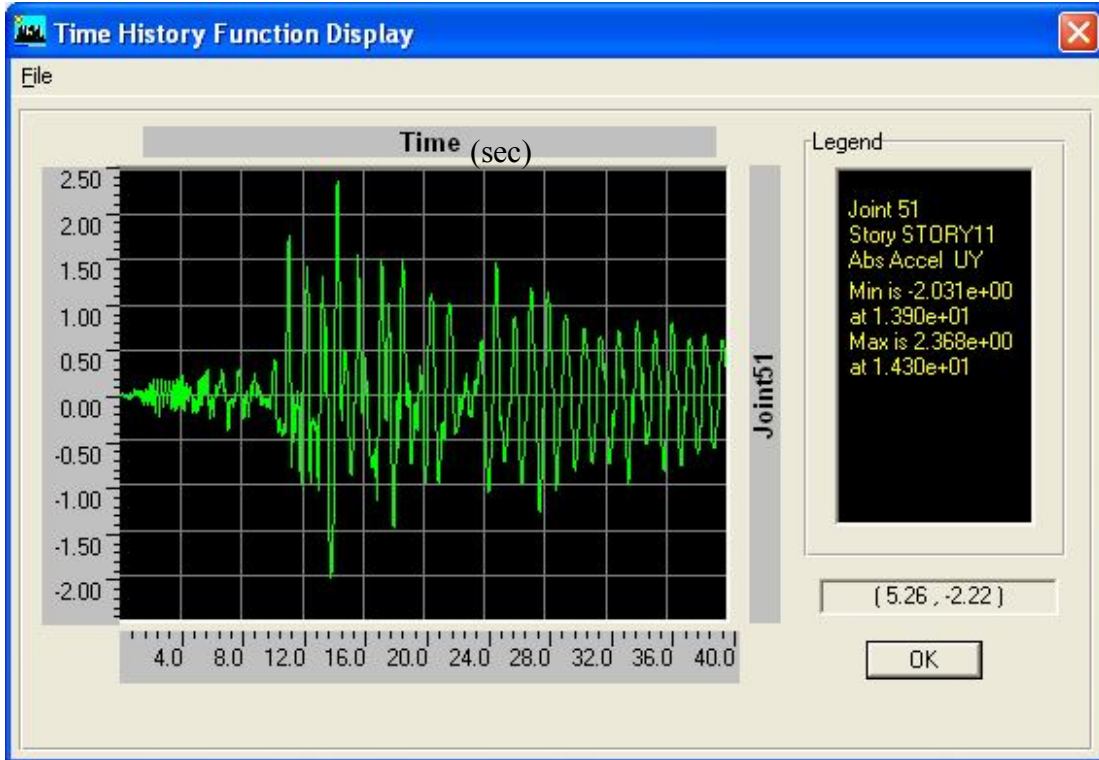 Time History Function Display
File
Time (sec)
2.50
2.00
1.50
1.00
0.50
0.00
-0.50
-1.00
-1.50
-2.00
4.0 8.0 12.0 16.0 20.0 24.0 28.0 32.0 36.0 40.0
Joint51
Legend
Joint 51
Story STORY11
Abs Accel UY
Min is -2.031e+00
at 1.390e+01
Max is 2.368e+00
at 1.430e+01
( 5.26 , -2.22 )
OK